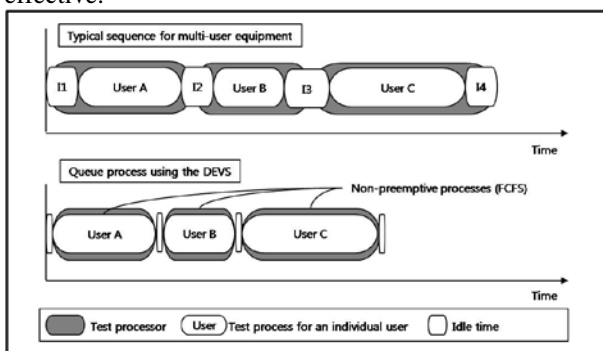 effective.
Typical sequence for multi-user equipment
I1 User A I2 User B I3 User C I4
Time
Queue process using the DEVS
Non-preemptive processes (FCFS)
User A User B User C
Time
Test processor User Test process for an individual user Idle time